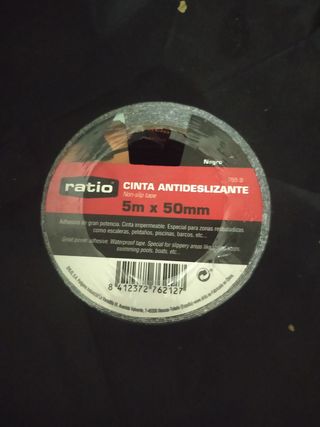 Negro
ratio
CINTA ANTIDESLIZANTE
Non-slip tape
5m x 50mm
Adhesivo de gran potencia. Cinta impermeable. Especial para zonas resbaladizas
como escaleras, peldaños, piscinas, barcos, etc...
Great power adhesive. Waterproof tape. Special for slippery areas like
swimming pools, boats, etc...
8 412372 762127